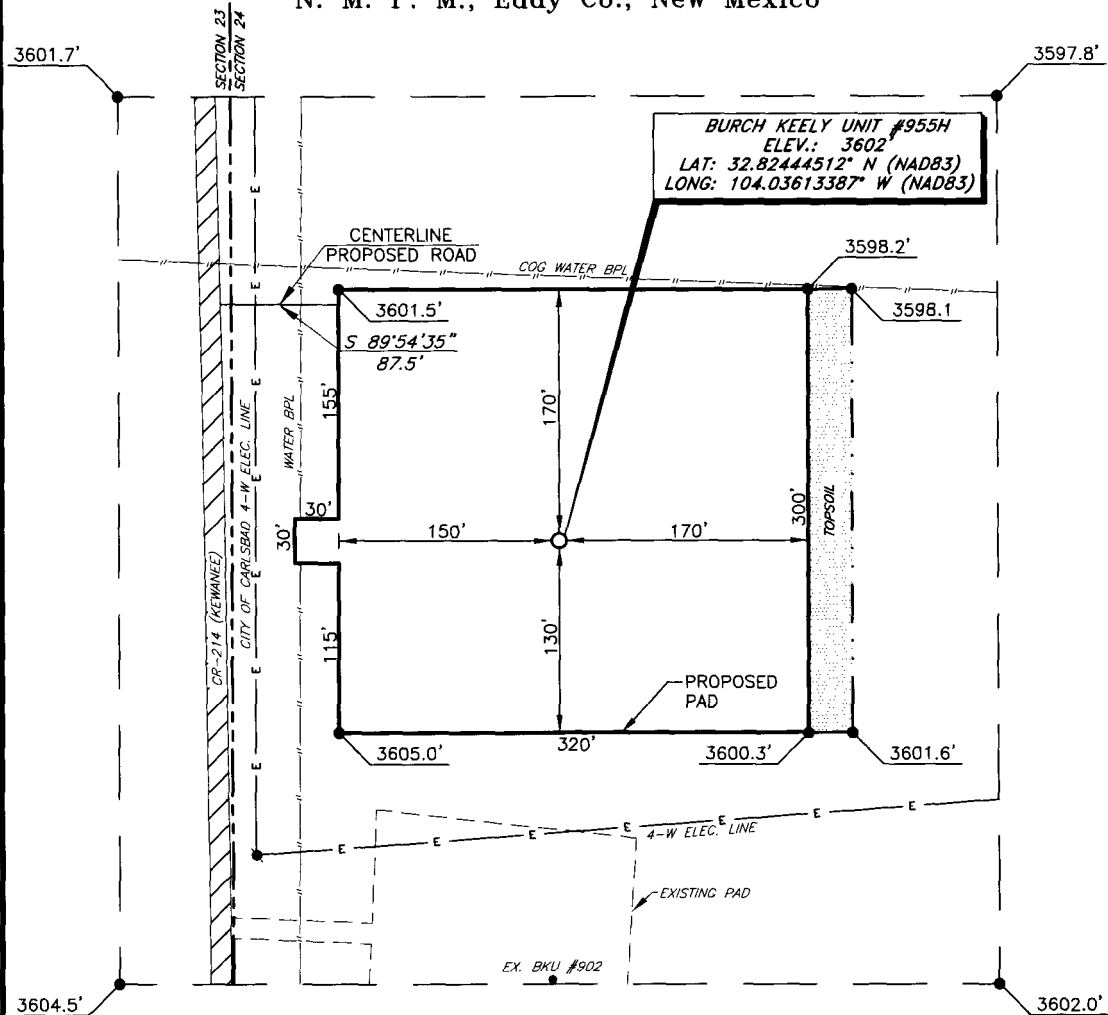 N. M. P. M., Eddy Co., New Mexico
SECTION 23
SECTION 24
3601.7'
3597.8'
BURCH KEELY UNIT #955H
ELEV.: 3602'
LAT: 32.82444512° N (NAD83)
LONG: 104.03613387° W (NAD83)
E
CENTERLINE
PROPOSED ROAD
COG WATER BPL
3598.2'
3601.5'
3598.1
S 89°54'35"
87.5'
E
155'
170'
WATER BPL
CITY OF CARLSBAD 4-W ELEC. LINE
E
30'
30'
150'
170'
300'
TOPSOIL
CR-214 (KEWANEE)
E
115'
130'
E
PROPOSED
PAD
320'
3605.0'
3600.3'
3601.6'
E
E
E
E
E
E
E
E
4-W ELEC. LINE
EXISTING PAD
EX. BKU #902
3604.5'
3602.0'